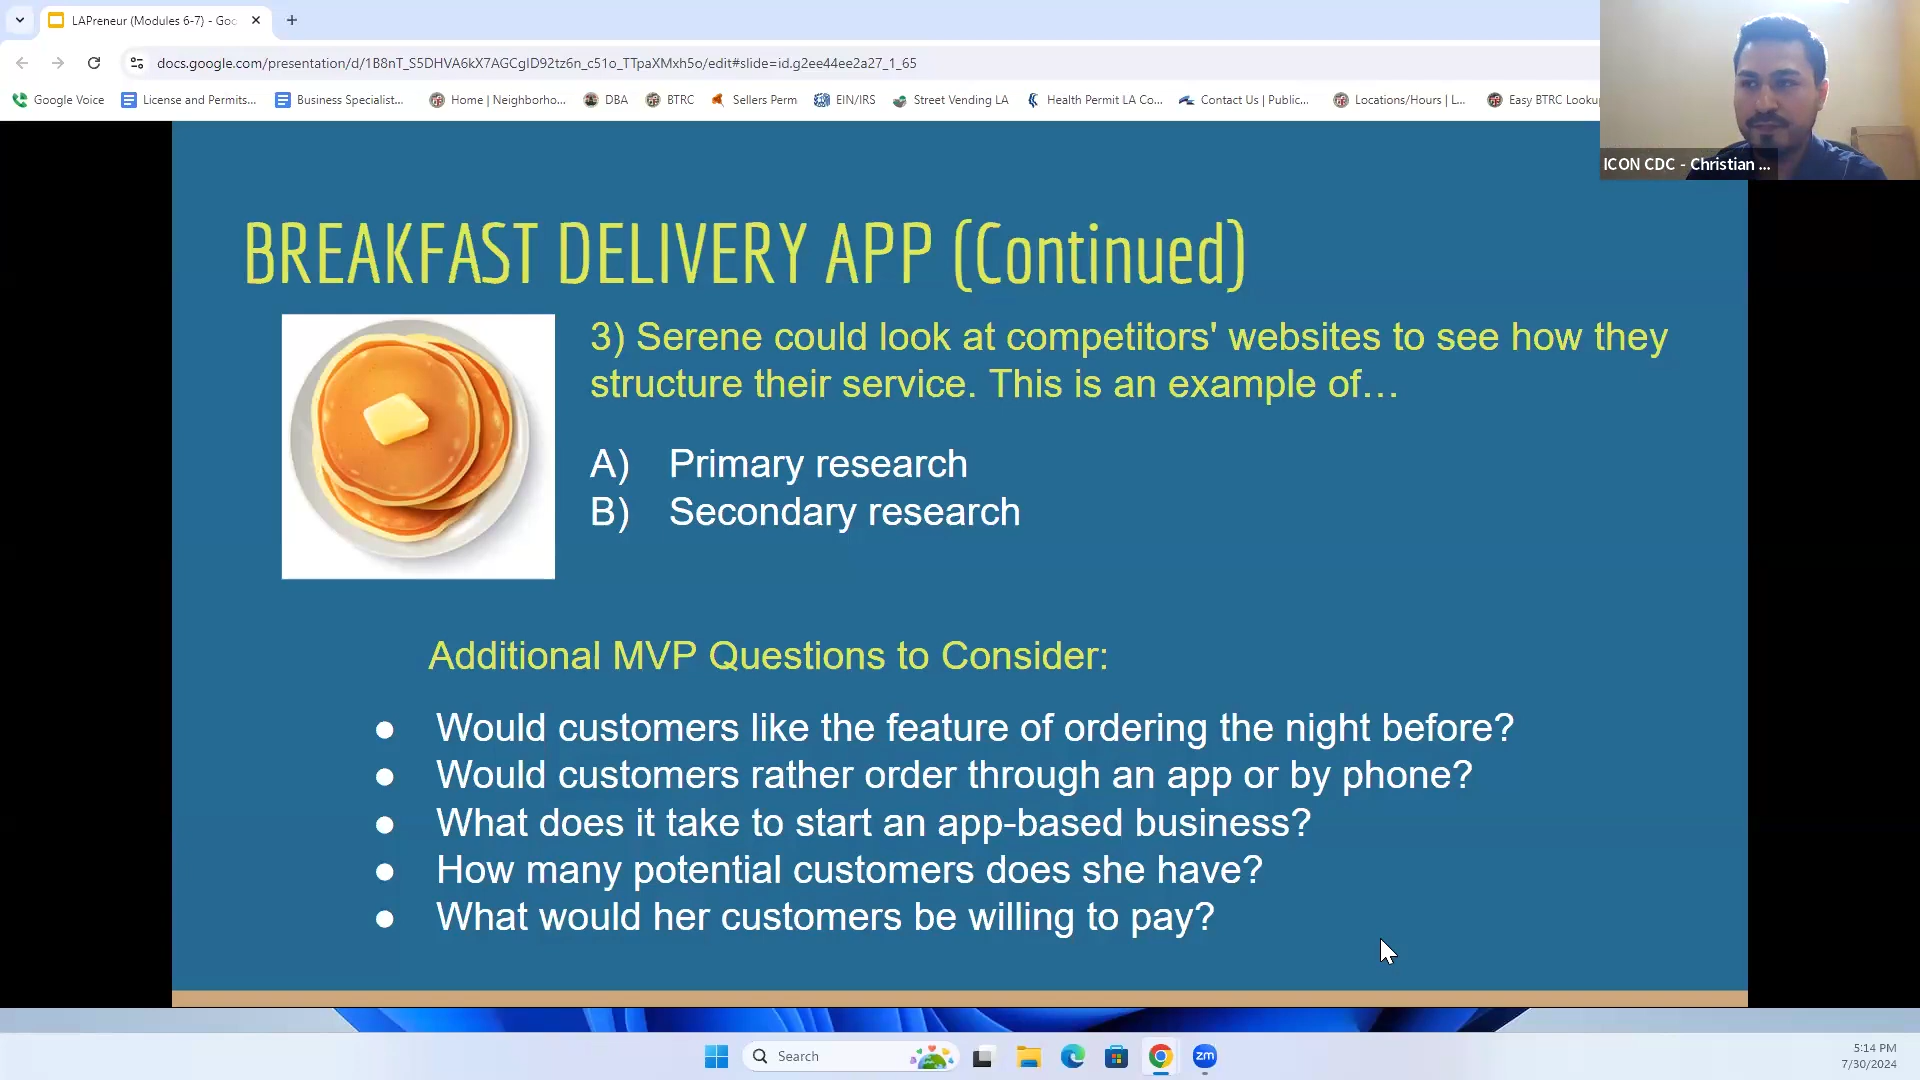 LAPreneur (Modules 6-7) - Goo
docs.google.com/presentation/d/1B8nT_S5DHVA6kX7AGCglD92tz6n_c51o_TTpaXMxh5o/edit#slide=id.g2ee44ee2a27_1_65
Google Voice License and Permits... Business Specialist... Home | Neighborho... DBA BTRC Sellers Perm EIN/IRS Street Vending LA Health Permit LA Co... Contact Us | Public... Locations/Hours | L... Easy BTRC Looku
ICON CDC - Christian ...
BREAKFAST DELIVERY APP (Continued)
3) Serene could look at competitors' websites to see how they
structure their service. This is an example of…
A) Primary research
B) Secondary research
Additional MVP Questions to Consider:
● Would customers like the feature of ordering the night before?
● Would customers rather order through an app or by phone?
● What does it take to start an app-based business?
● How many potential customers does she have?
● What would her customers be willing to pay?
Search
zm
5:14 PM
7/30/2024